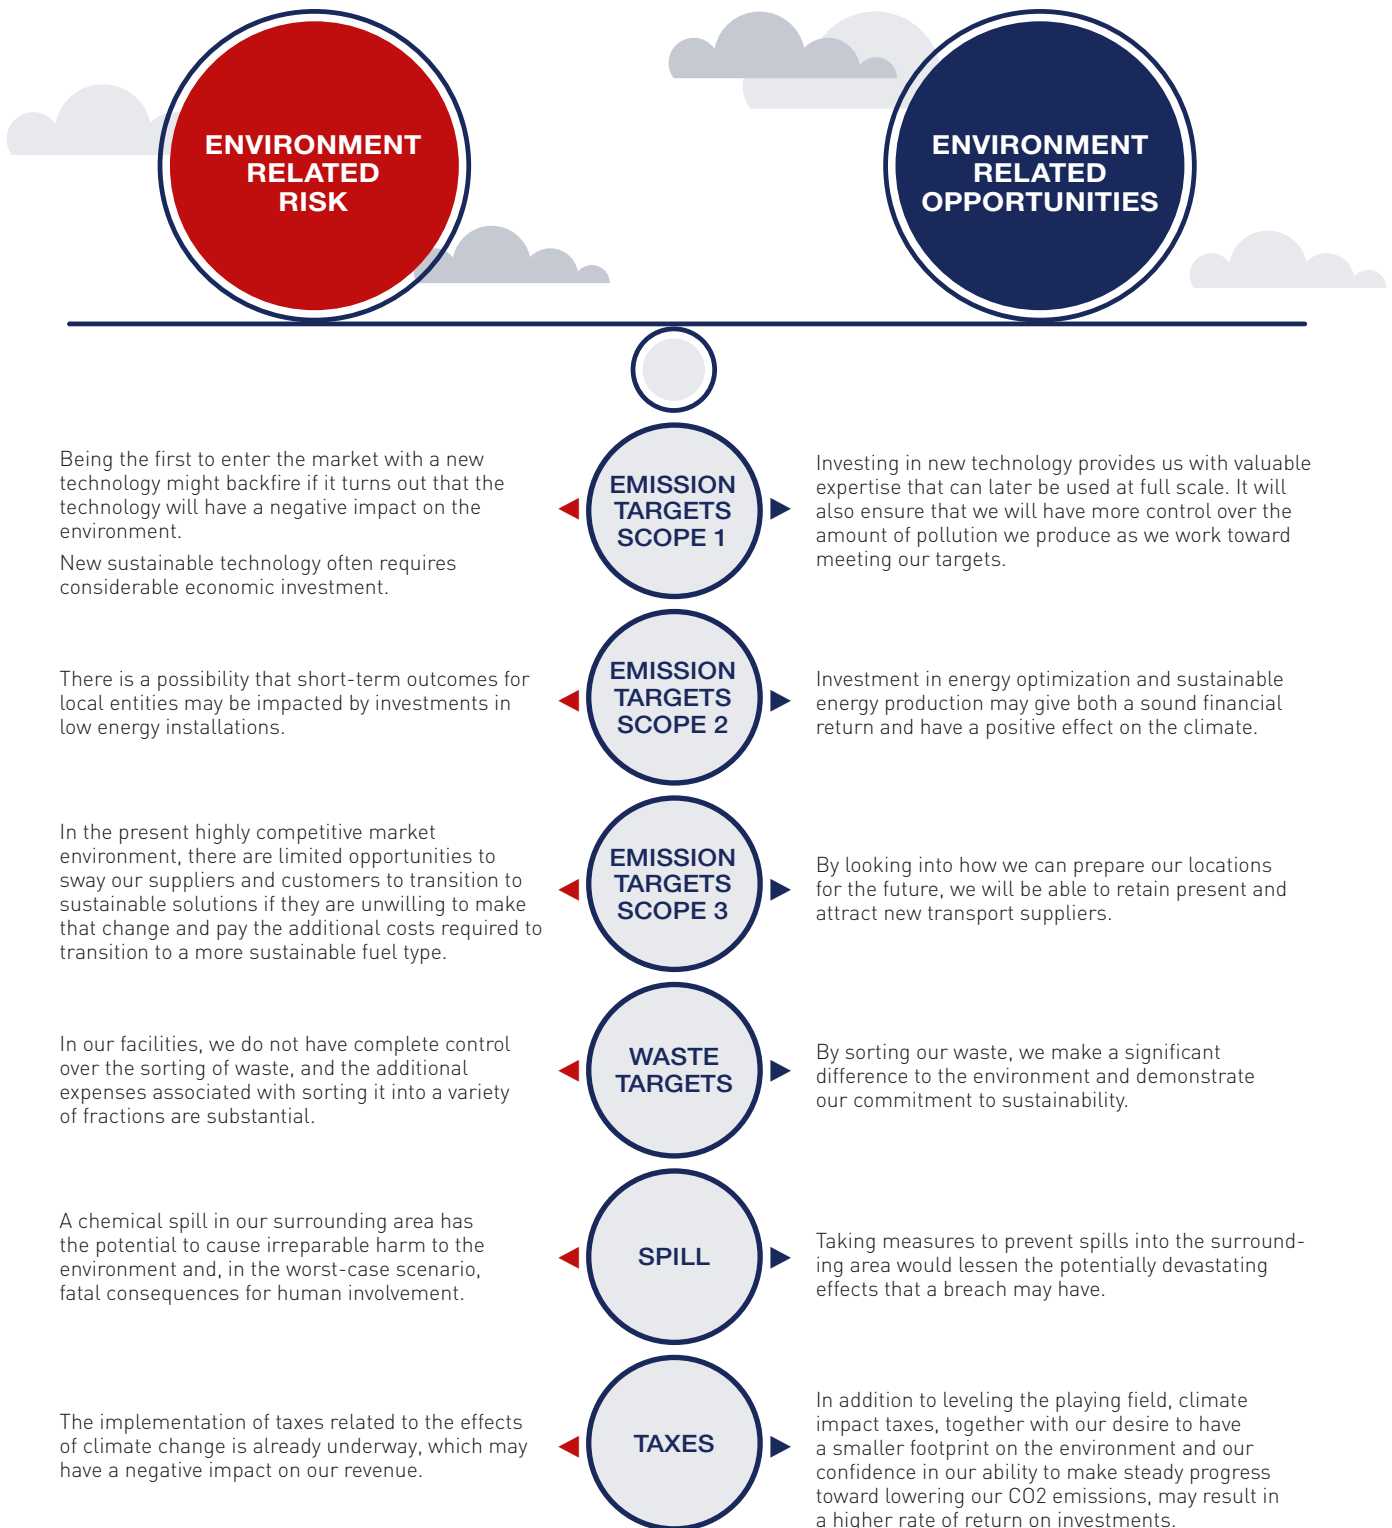 ENVIRONMENT
RELATED
RISK
ENVIRONMENT
RELATED
OPPORTUNITIES
Being the first to enter the market with a new
technology might backfire if it turns out that the
technology will have a negative impact on the
environment.
New sustainable technology often requires
considerable economic investment.
EMISSION
TARGETS
SCOPE 1
Investing in new technology provides us with valuable
expertise that can later be used at full scale. It will
also ensure that we will have more control over the
amount of pollution we produce as we work toward
meeting our targets.
There is a possibility that short-term outcomes for
local entities may be impacted by investments in
low energy installations.
EMISSION
TARGETS
SCOPE 2
Investment in energy optimization and sustainable
energy production may give both a sound financial
return and have a positive effect on the climate.
In the present highly competitive market
environment, there are limited opportunities to
sway our suppliers and customers to transition to
sustainable solutions if they are unwilling to make
that change and pay the additional costs required to
transition to a more sustainable fuel type.
EMISSION
TARGETS
SCOPE 3
By looking into how we can prepare our locations
for the future, we will be able to retain present and
attract new transport suppliers.
In our facilities, we do not have complete control
over the sorting of waste, and the additional
expenses associated with sorting it into a variety
of fractions are substantial.
WASTE
TARGETS
By sorting our waste, we make a significant
difference to the environment and demonstrate
our commitment to sustainability.
A chemical spill in our surrounding area has
the potential to cause irreparable harm to the
environment and, in the worst-case scenario,
fatal consequences for human involvement.
SPILL
Taking measures to prevent spills into the surround-
ing area would lessen the potentially devastating
effects that a breach may have.
The implementation of taxes related to the effects
of climate change is already underway, which may
have a negative impact on our revenue.
TAXES
In addition to leveling the playing field, climate
impact taxes, together with our desire to have
a smaller footprint on the environment and our
confidence in our ability to make steady progress
toward lowering our CO2 emissions, may result in
a higher rate of return on investments.